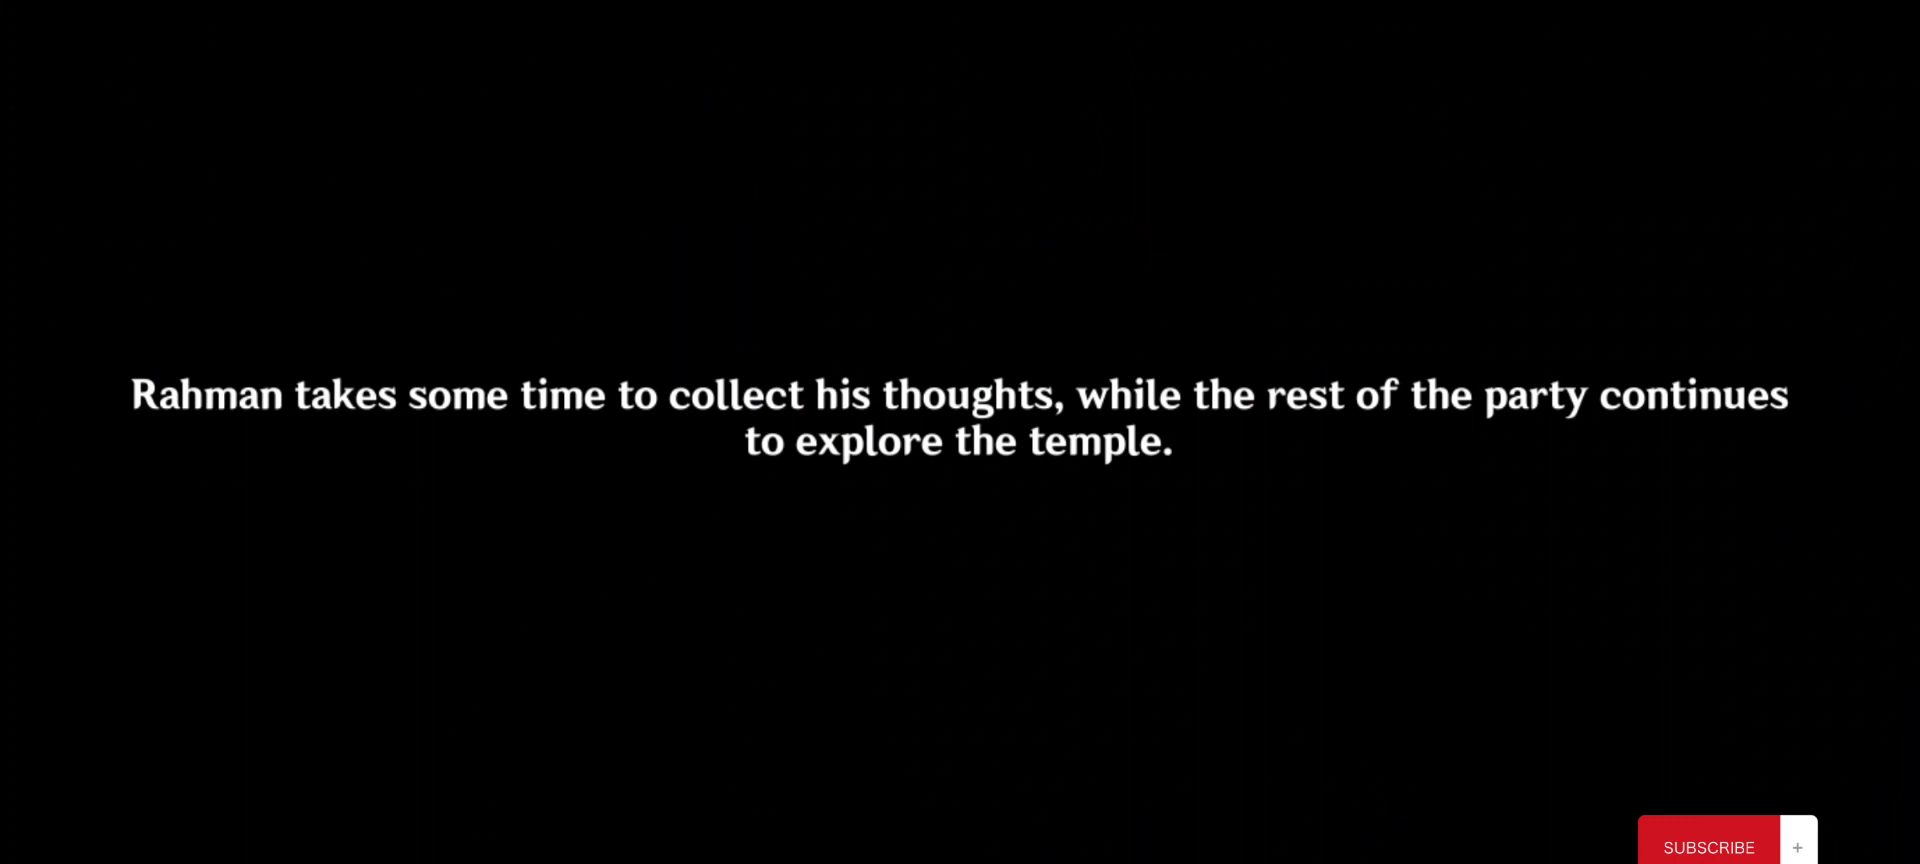 Rahman takes some time to collect his thoughts, while the rest of the party continues
to explore the temple.
SUBSCRIBE +